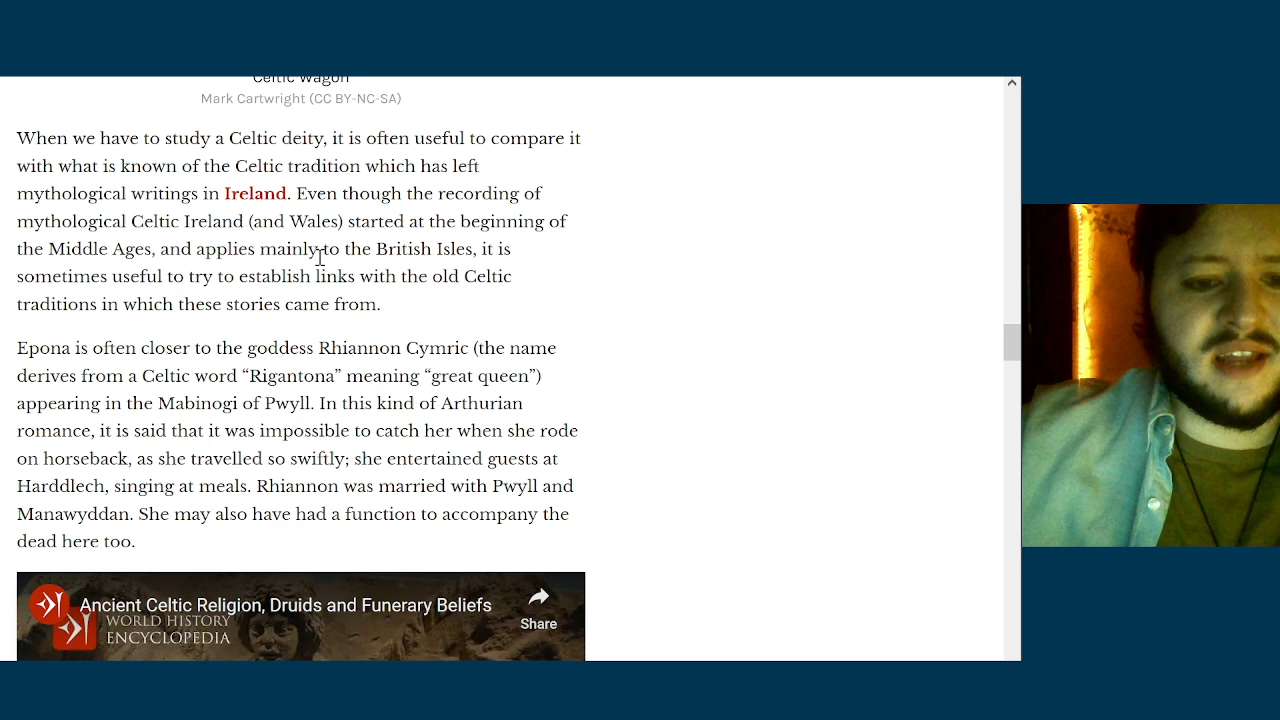 Celtic Wagon
Mark Cartwright (CC BY-NC-SA)
When we have to study a Celtic deity, it is often useful to compare it
with what is known of the Celtic tradition which has left
mythological writings in Ireland. Even though the recording of
mythological Celtic Ireland (and Wales) started at the beginning of
the Middle Ages, and applies mainly to the British Isles, it is
sometimes useful to try to establish links with the old Celtic
traditions in which these stories came from.
Epona is often closer to the goddess Rhiannon Cymric (the name
derives from a Celtic word “Rigantona” meaning “great queen”)
appearing in the Mabinogi of Pwyll. In this kind of Arthurian
romance, it is said that it was impossible to catch her when she rode
on horseback, as she travelled so swiftly; she entertained guests at
Harddlech, singing at meals. Rhiannon was married with Pwyll and
Manawyddan. She may also have had a function to accompany the
dead here too.
Ancient Celtic Religion, Druids and Funerary Beliefs
WORLD HISTORY
ENCYCLOPEDIA
Share